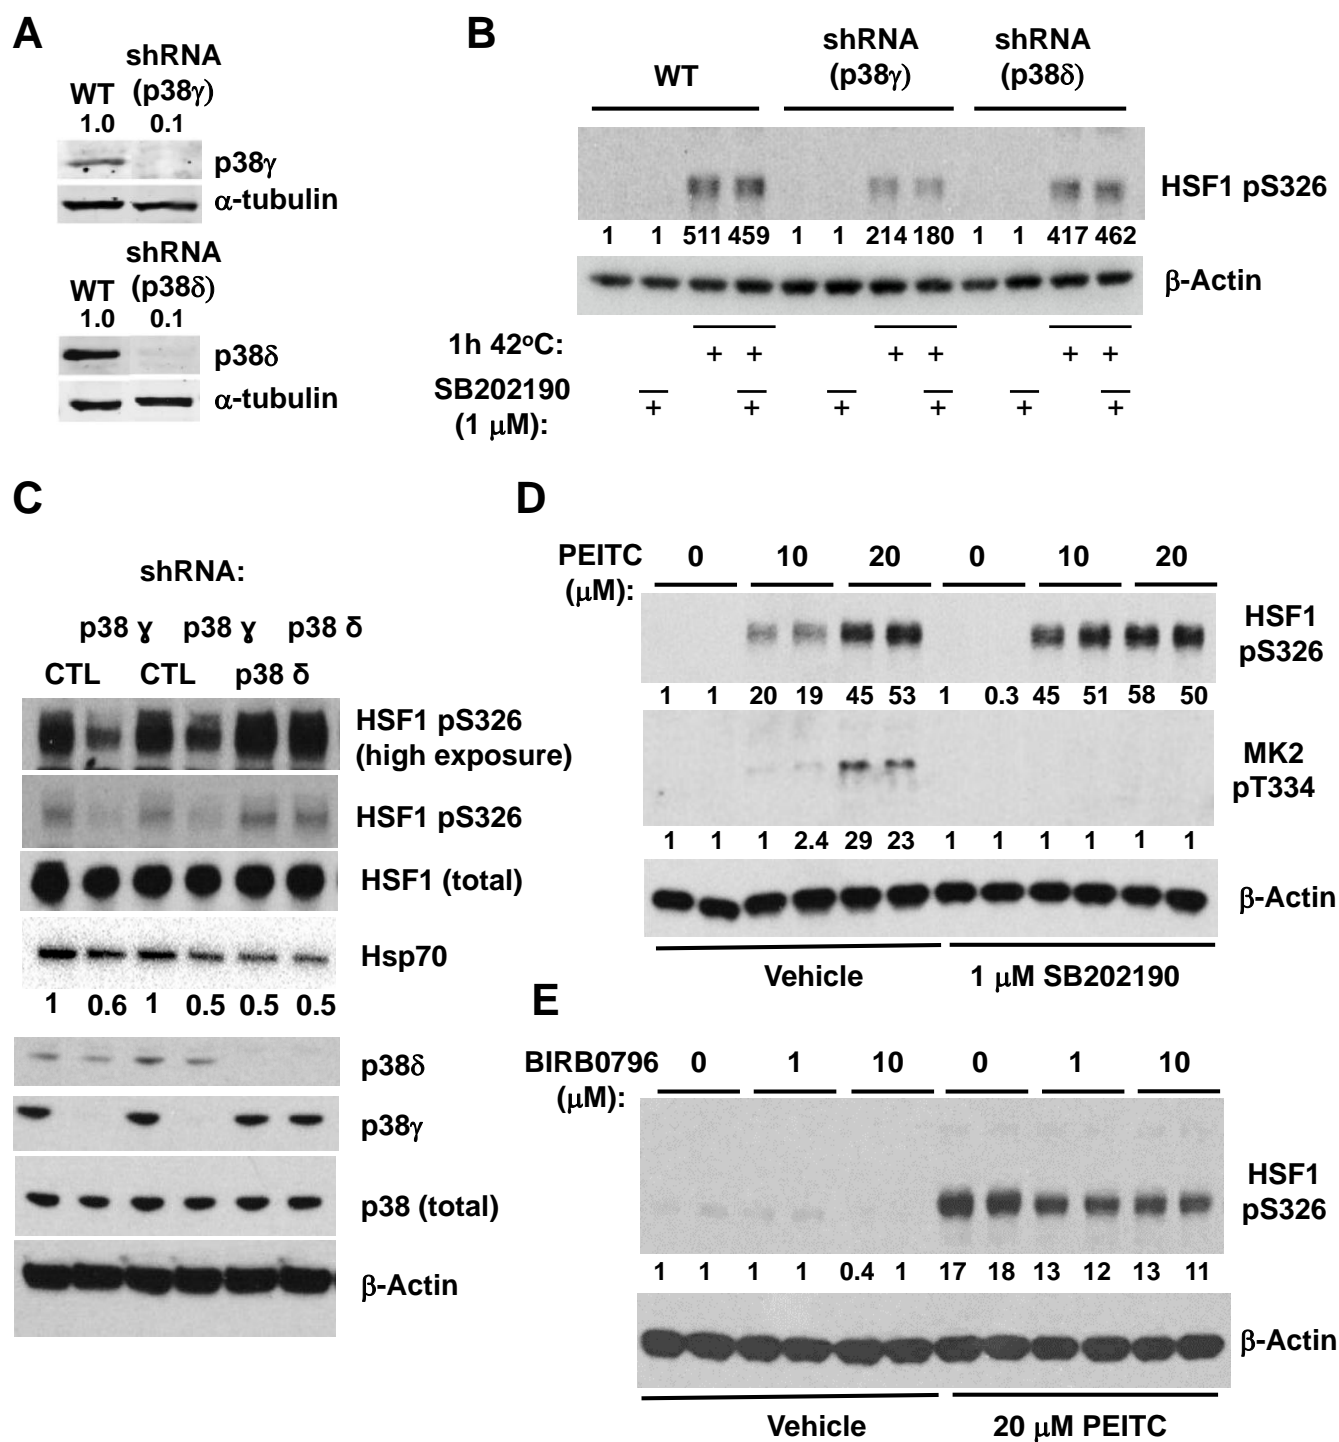 A
shRNA
WT (p38γ)
1.0 0.1
p38γ
α-tubulin
shRNA
WT (p38δ)
1.0 0.1
p38δ
α-tubulin
B
WT
shRNA
(p38γ)
shRNA
(p38δ)
HSF1 pS326
1 1 511 459 1 1 214 180 1 1 417 462
β-Actin
1h 42°C: + + + + + +
SB202190
(1 μM): + + + + + +
C
shRNA:
p38 ɣ p38 ɣ p38 δ
CTL CTL p38 δ
HSF1 pS326
(high exposure)
HSF1 pS326
HSF1 (total)
Hsp70
1 0.6 1 0.5 0.5 0.5
p38δ
p38γ
p38 (total)
β-Actin
D
PEITC
(μM): 0 10 20 0 10 20
HSF1
pS326
1 1 20 19 45 53 1 0.3 45 51 58 50
MK2
pT334
1 1 1 2.4 29 23 1 1 1 1 1 1
β-Actin
Vehicle 1 μM SB202190
E
BIRB0796
(μM): 0 1 10 0 1 10
HSF1
pS326
1 1 1 1 0.4 1 17 18 13 12 13 11
β-Actin
Vehicle 20 μM PEITC